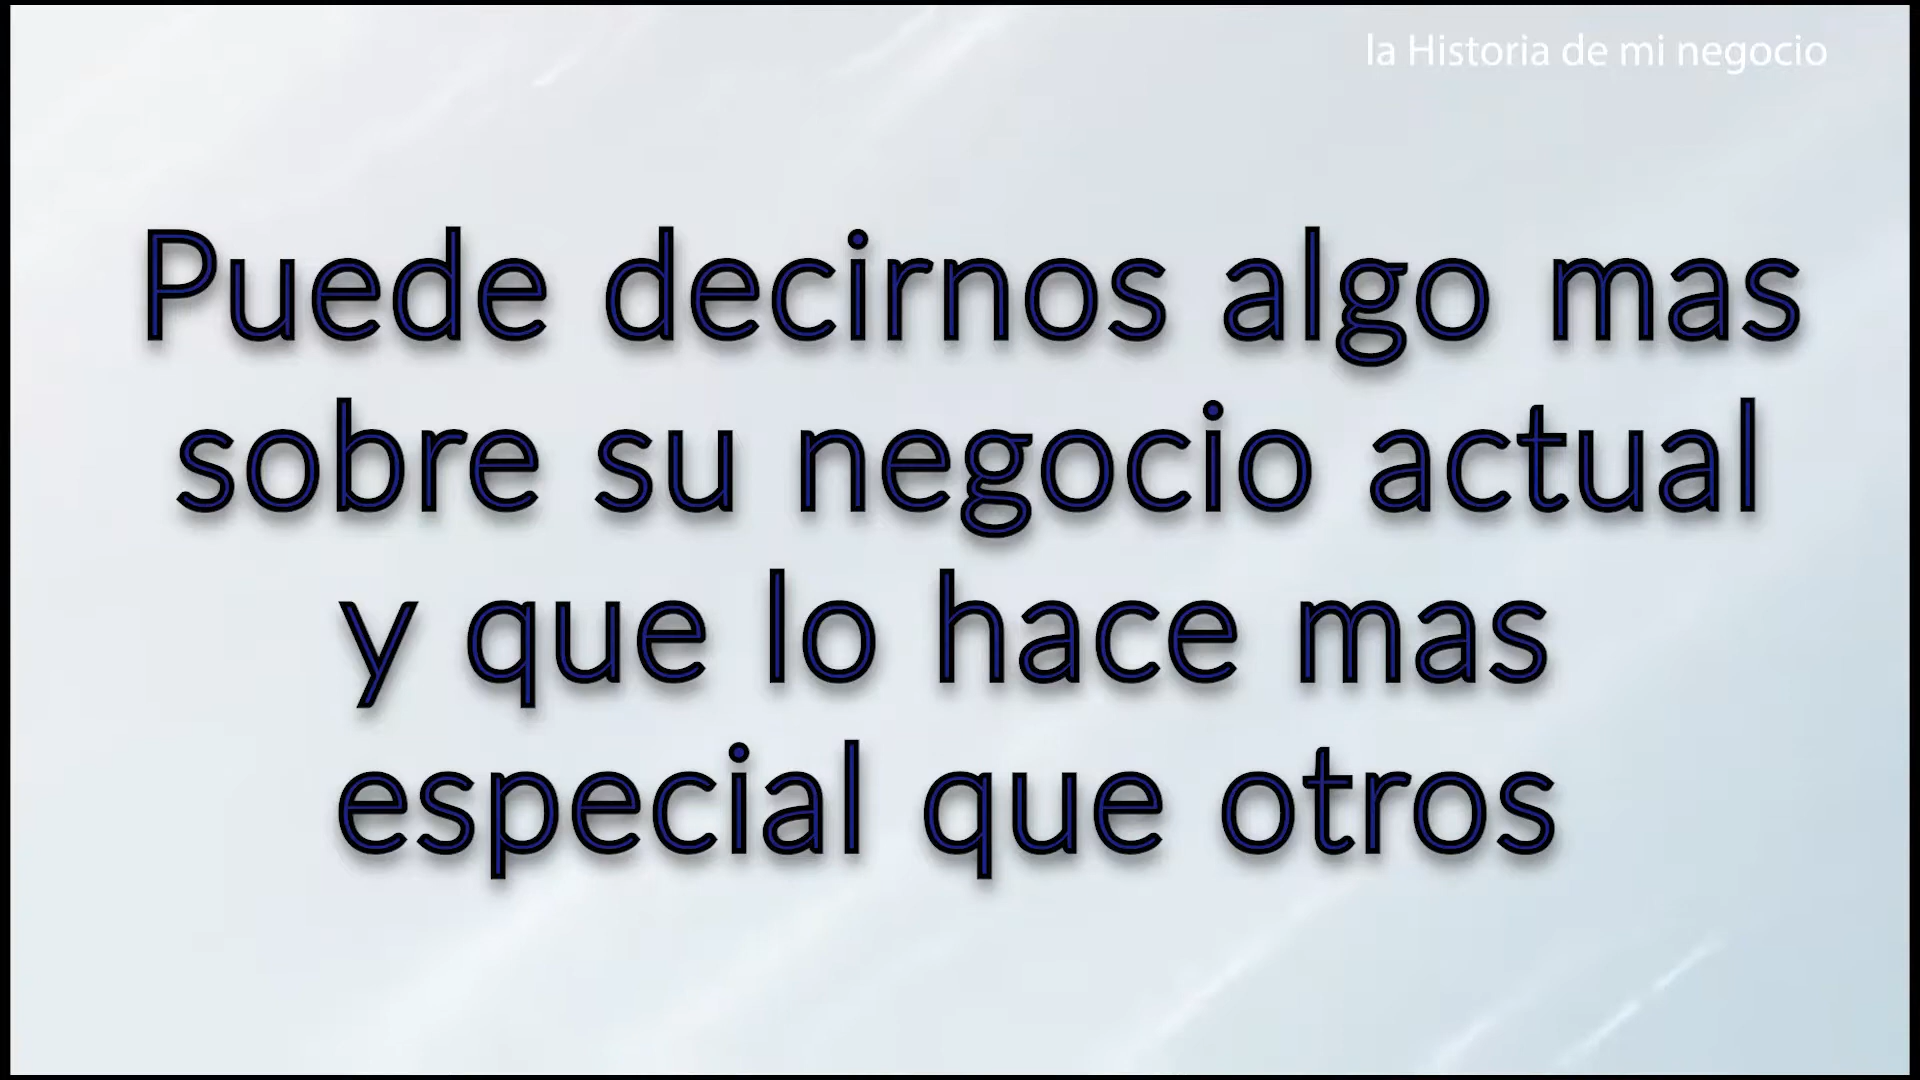 la Historia de mi negocio
Puede decirnos algo mas
sobre su negocio actual
y que lo hace mas
especial que otros